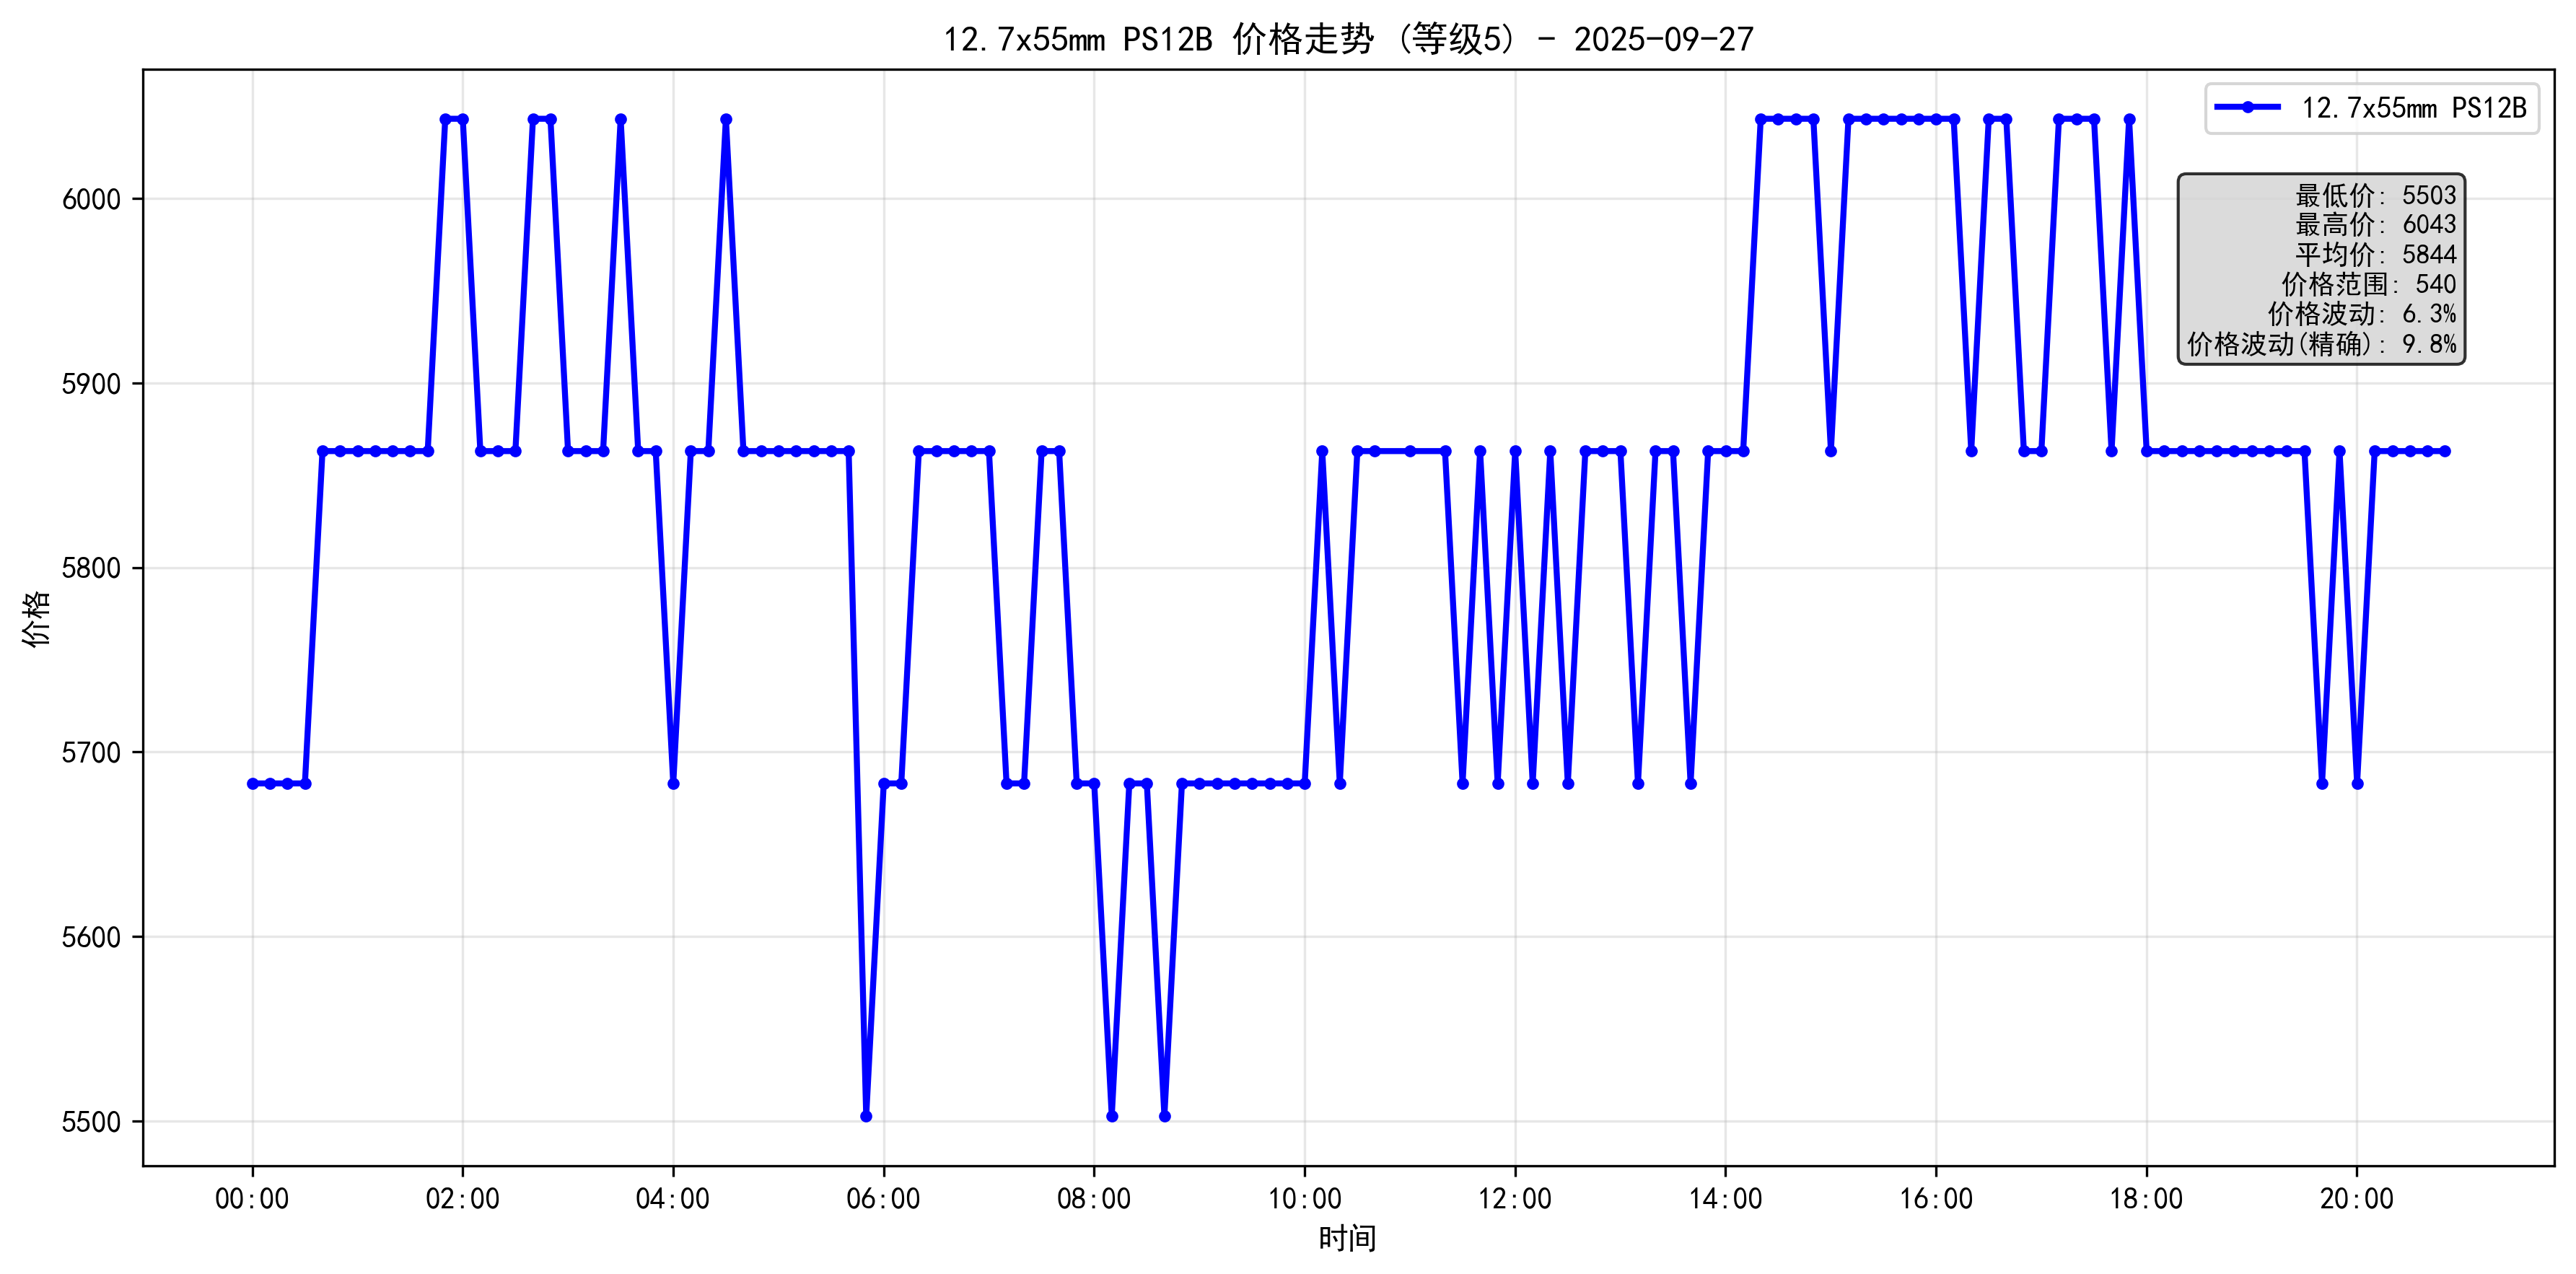 12.7x55mm PS12B 价格走势 (等级5) - 2025-09-27
12.7x55mm PS12B
最低价: 5503
最高价: 6043
平均价: 5844
价格范围: 540
价格波动: 6.3%
价格波动(精确): 9.8%
价格
6000
5900
5800
5700
5600
5500
00:00 02:00 04:00 06:00 08:00 10:00 12:00 14:00 16:00 18:00 20:00
时间